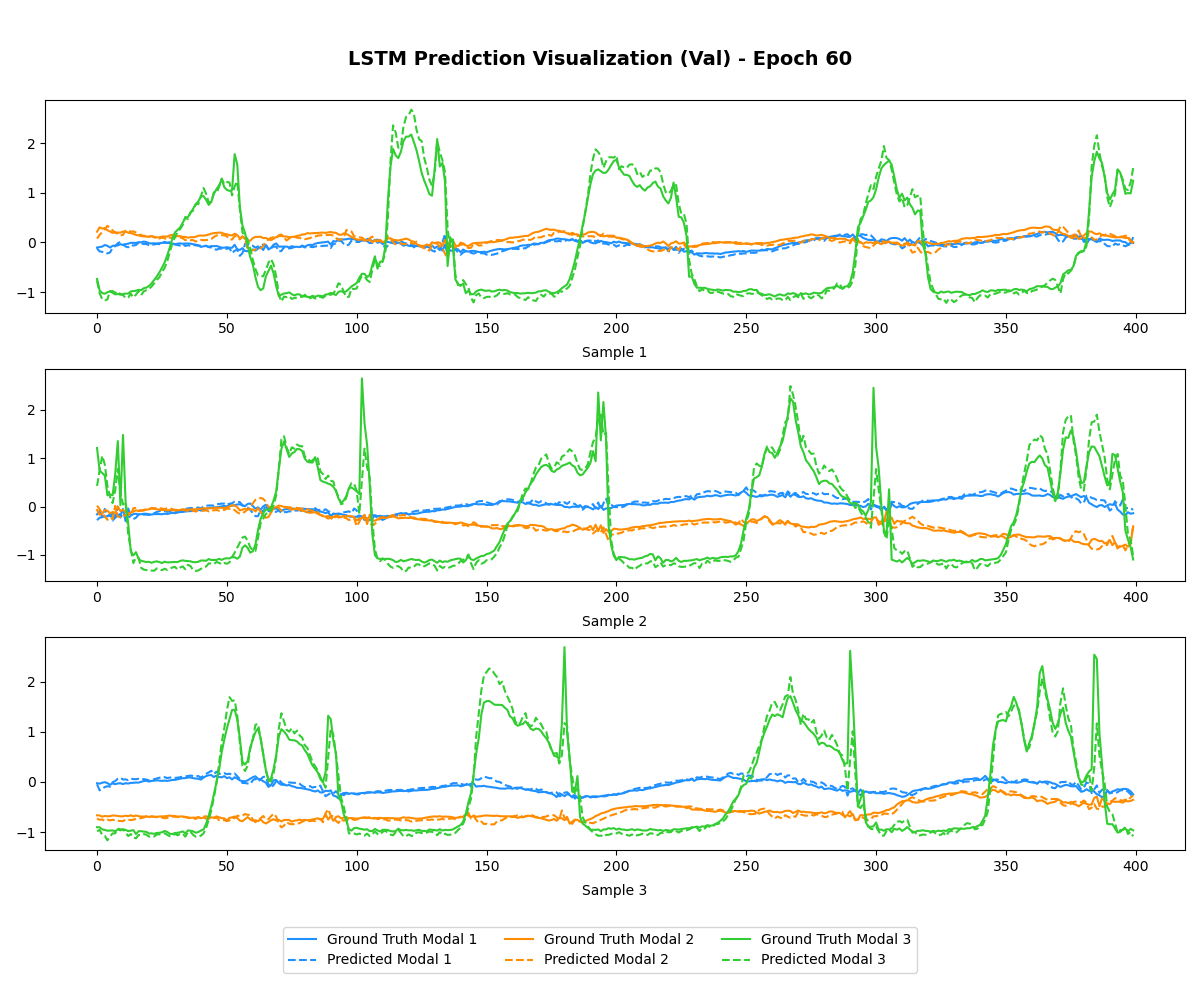 LSTM Prediction Visualization (Val) - Epoch 60
2
1
0
−1
0 50 100 150 200 250 300 350 400
Sample 1
2
1
0
−1
0 50 100 150 200 250 300 350 400
Sample 2
2
1
0
−1
0 50 100 150 200 250 300 350 400
Sample 3
Ground Truth Modal 1 Ground Truth Modal 2 Ground Truth Modal 3
Predicted Modal 1 Predicted Modal 2 Predicted Modal 3